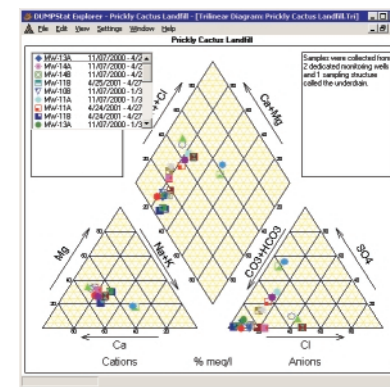 DUMPStat Explorer - Prickly Cactus Landfill - [Trilinear Diagram: Prickly Cactus Landfill.Tri]
File Edit View Settings Window Help
Prickly Cactus Landfill
MW-13A 11/07/2000 - 4/2
MW-14A 11/07/2000 - 4/2
MW-14B 11/07/2000 - 4/2
MW-11B 4/25/2001 - 4/27
MW-10B 11/07/2000 - 1/3
MW-11A 11/07/2000 - 1/3
MW-11A 4/24/2001 - 4/27
MW-11B 4/24/2001 - 4/27
MW-13A 11/07/2000 - 1/3
Samples were collected from
2 dedicated monitoring wells
and 1 sampling structure
called the underdrain.
+Cl
Ca+Mg
Mg
Na+K
CO3+HCO3
SO4
Ca
Cl
Cations % meq/l Anions